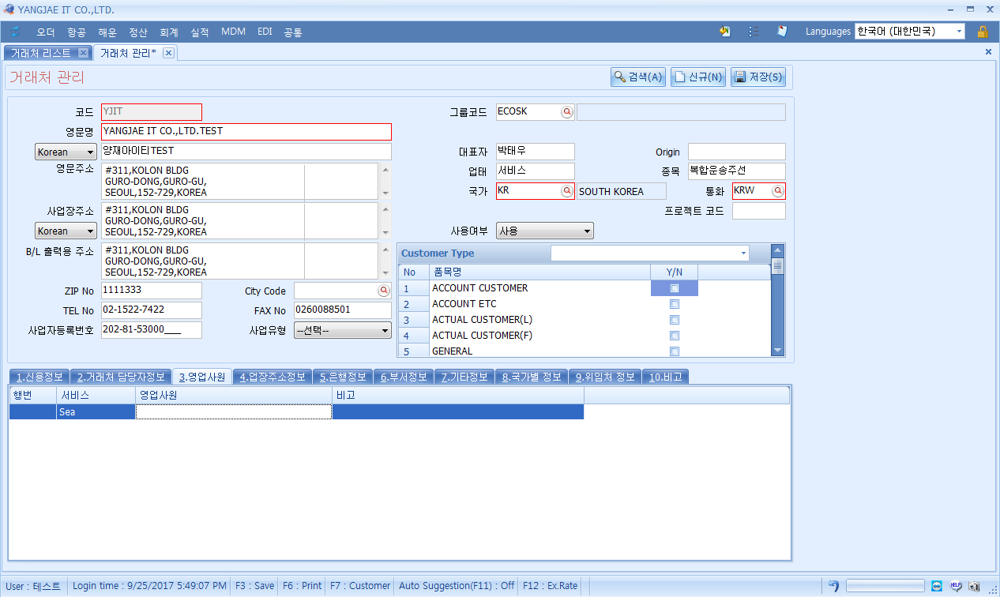 YANGJAE IT CO.,LTD.
오더 항공 해운 정산 회계 실적 MDM EDI 공통 Languages 한국어 (대한민국)
거래처 리스트 거래처 관리*
거래처 관리 검색(A) 신규(N) 저장(S)
코드 YJIT 그룹코드 ECOSK
영문명 YANGJAE IT CO.,LTD.TEST
Korean 양재아이티TEST 대표자 박태우 Origin
영문주소 #311,KOLON BLDG
GURO-DONG,GURO-GU,
SEOUL,152-729,KOREA
업태 서비스 종목 복합운송주선
국가 KR SOUTH KOREA 통화 KRW
사업장주소 #311,KOLON BLDG
GURO-DONG,GURO-GU,
SEOUL,152-729,KOREA
프로젝트 코드
Korean 사용여부 사용
B/L 출력용 주소 #311,KOLON BLDG
GURO-DONG,GURO-GU,
SEOUL,152-729,KOREA
ZIP No 1111333 City Code
TEL No 02-1522-7422 FAX No 0260088501
사업자등록번호 202-81-53000___ 사업유형 --선택--
Customer Type
No 품목명 Y/N
1 ACCOUNT CUSTOMER
2 ACCOUNT ETC
3 ACTUAL CUSTOMER(L)
4 ACTUAL CUSTOMER(F)
5 GENERAL
1.신용정보 2.거래처 담당자정보 3.영업사원 4.업장주소정보 5.은행정보 6.부서정보 7.기타정보 8.국가별 정보 9.위임처 정보 10.비고
행번 서비스 영업사원 비고
Sea
User : 테스트 Login time : 9/25/2017 5:49:07 PM F3 : Save F6 : Print F7 : Customer Auto Suggestion(F11) : Off F12 : Ex.Rate HELP